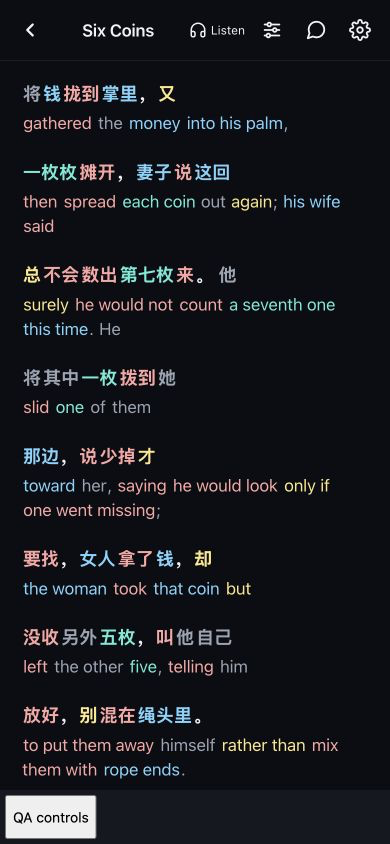 Six Coins
Listen
将钱拢到掌里，又
gathered the money into his palm,
一枚枚摊开，妻子说这回
then spread each coin out again; his wife
said
总不会数出第七枚来。他
surely he would not count a seventh one
this time. He
将其中一枚拨到她
slid one of them
那边，说少掉才
toward her, saying he would look only if
one went missing;
要找，女人拿了钱，却
the woman took that coin but
没收另外五枚，叫他自己
left the other five, telling him
放好，别混在绳头里。
to put them away himself rather than mix
them with rope ends.
QA controls